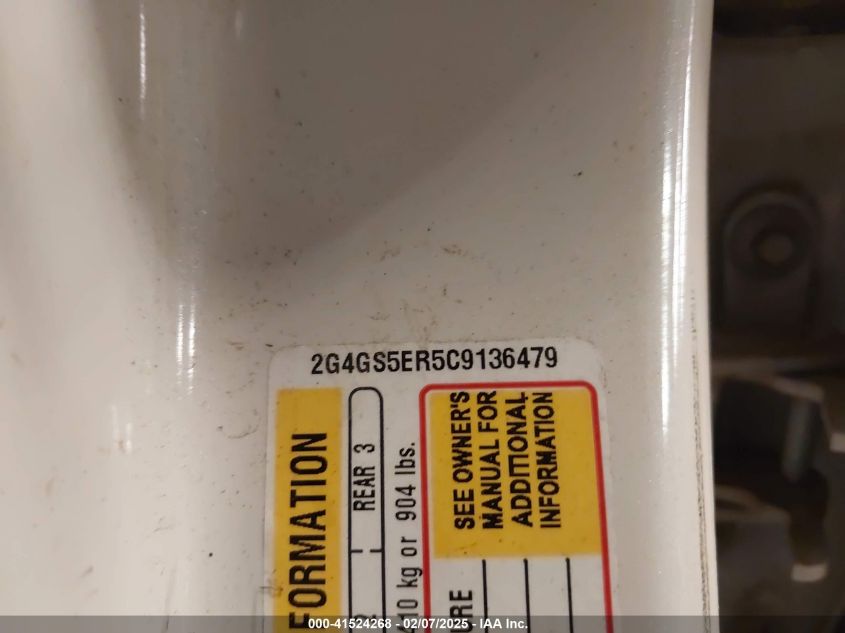 2G4GS5ER5C9136479
FORMATION
REAR 3
410 kg or 904 lbs.
SEE OWNER'S
MANUAL FOR
ADDITIONAL
INFORMATION
URE
000-41524268 - 02/07/2025 - IAA Inc.